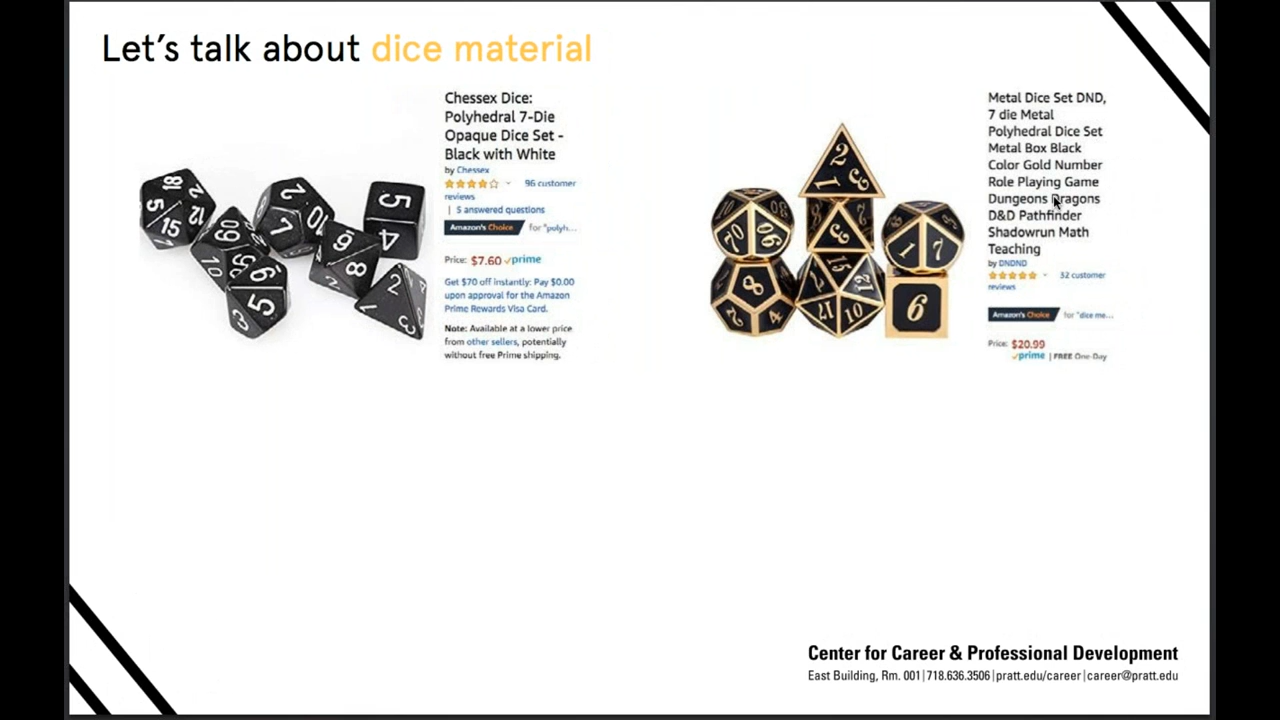 Let's talk about dice material
Chessex Dice:
Polyhedral 7-Die
Opaque Dice Set -
Black with White
by Chessex
96 customer
reviews
| 5 answered questions
Amazon's Choice for "polyh...
Price: $7.60 prime
Get $70 off instantly: Pay $0.00
upon approval for the Amazon
Prime Rewards Visa Card.
Note: Available at a lower price
from other sellers, potentially
without free Prime shipping.
Metal Dice Set DND,
7 die Metal
Polyhedral Dice Set
Metal Box Black
Color Gold Number
Role Playing Game
Dungeons Dragons
D&D Pathfinder
Shadowrun Math
Teaching
by DNDND
32 customer
reviews
Amazon's Choice for "dice me...
Price: $20.99
prime | FREE One-Day
Center for Career & Professional Development
East Building, Rm. 001|718.636.3506|pratt.edu/career|career@pratt.edu